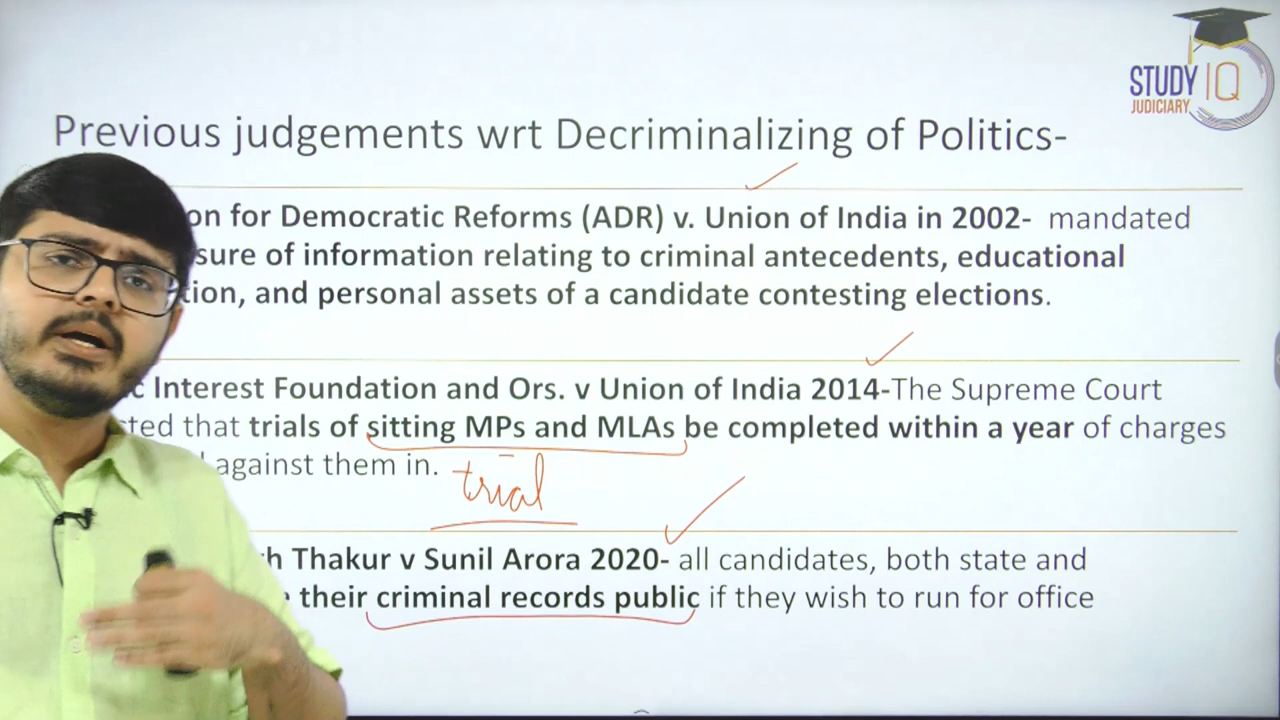 STUDY IQ
JUDICIARY
Previous judgements wrt Decriminalizing of Politics-
on for Democratic Reforms (ADR) v. Union of India in 2002- mandated
sure of information relating to criminal antecedents, educational
tion, and personal assets of a candidate contesting elections.
c Interest Foundation and Ors. v Union of India 2014-The Supreme Court
ted that trials of sitting MPs and MLAs be completed within a year of charges
against them in.
trial
h Thakur v Sunil Arora 2020- all candidates, both state and
their criminal records public if they wish to run for office